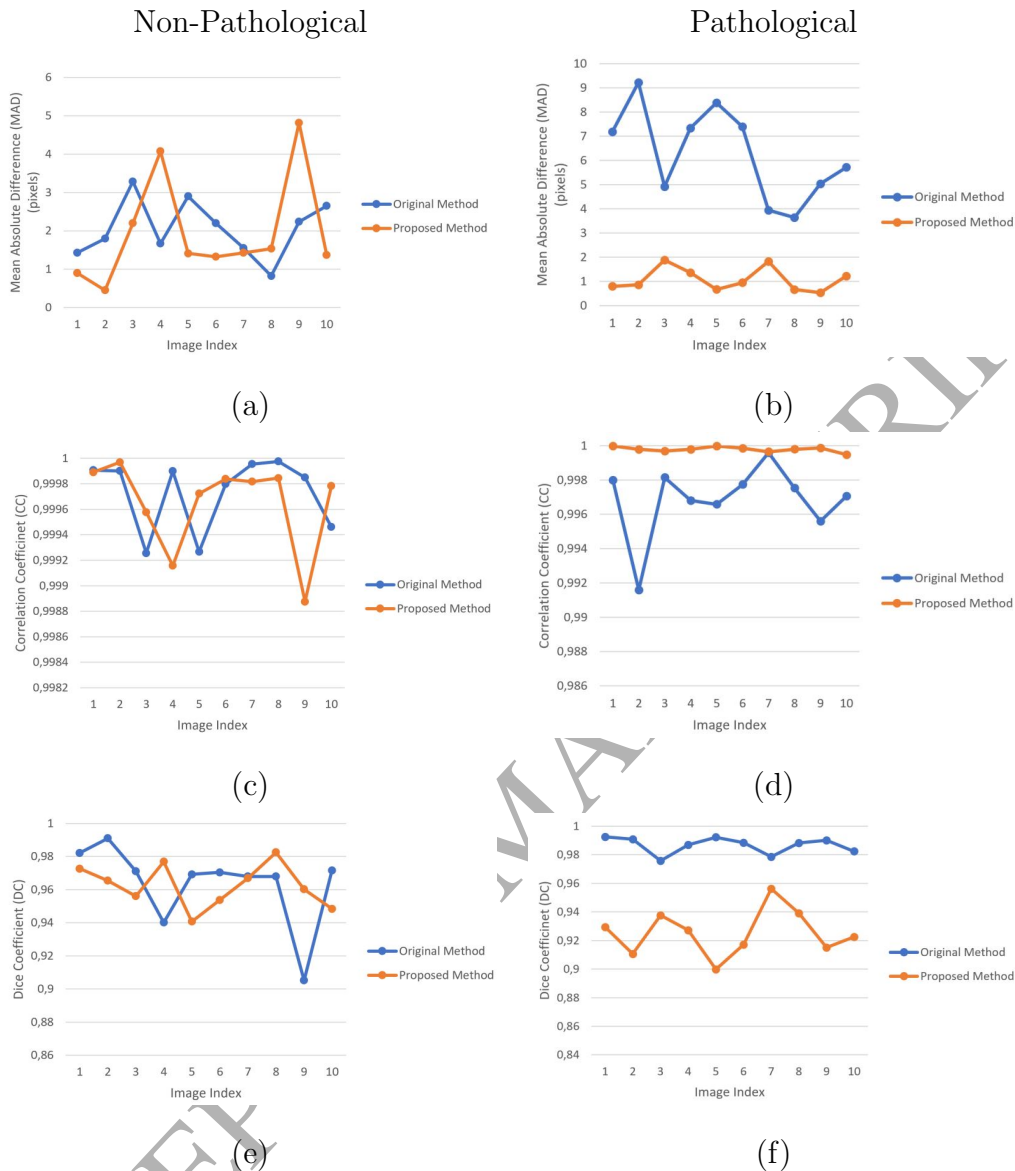 Non-Pathological
Pathological
Mean Absolute Differennce (MAD)
(pixels)
6
5
4
3
2
1
0
1 2 3 4 5 6 7 8 9 10
Image Index
Original Method
Proposed Method
(a)
Mean Absolute Difference (MAD)
(pixels)
10
9
8
7
6
5
4
3
2
1
0
1 2 3 4 5 6 7 8 9 10
Image Index
Original Method
Proposed Method
(b)
Correlation Coefficinet (CC)
1
0,9998
0,9996
0,9994
0,9992
0,999
0,9988
0,9986
0,9984
0,9982
1 2 3 4 5 6 7 8 9 10
Image Index
Original Method
Proposed Method
(c)
Correlation Coefficient (CC)
1
0,998
0,996
0,994
0,992
0,99
0,988
0,986
1 2 3 4 5 6 7 8 9 10
Image Index
Original Method
Proposed Method
(d)
Dice Coefficient (DC)
1
0,98
0,96
0,94
0,92
0,9
0,88
0,86
1 2 3 4 5 6 7 8 9 10
Image Index
Original Method
Proposed Method
(e)
Dice Coefficinet (DC)
1
0,98
0,96
0,94
0,92
0,9
0,88
0,86
0,84
1 2 3 4 5 6 7 8 9 10
Image Index
Original Method
Proposed Method
(f)